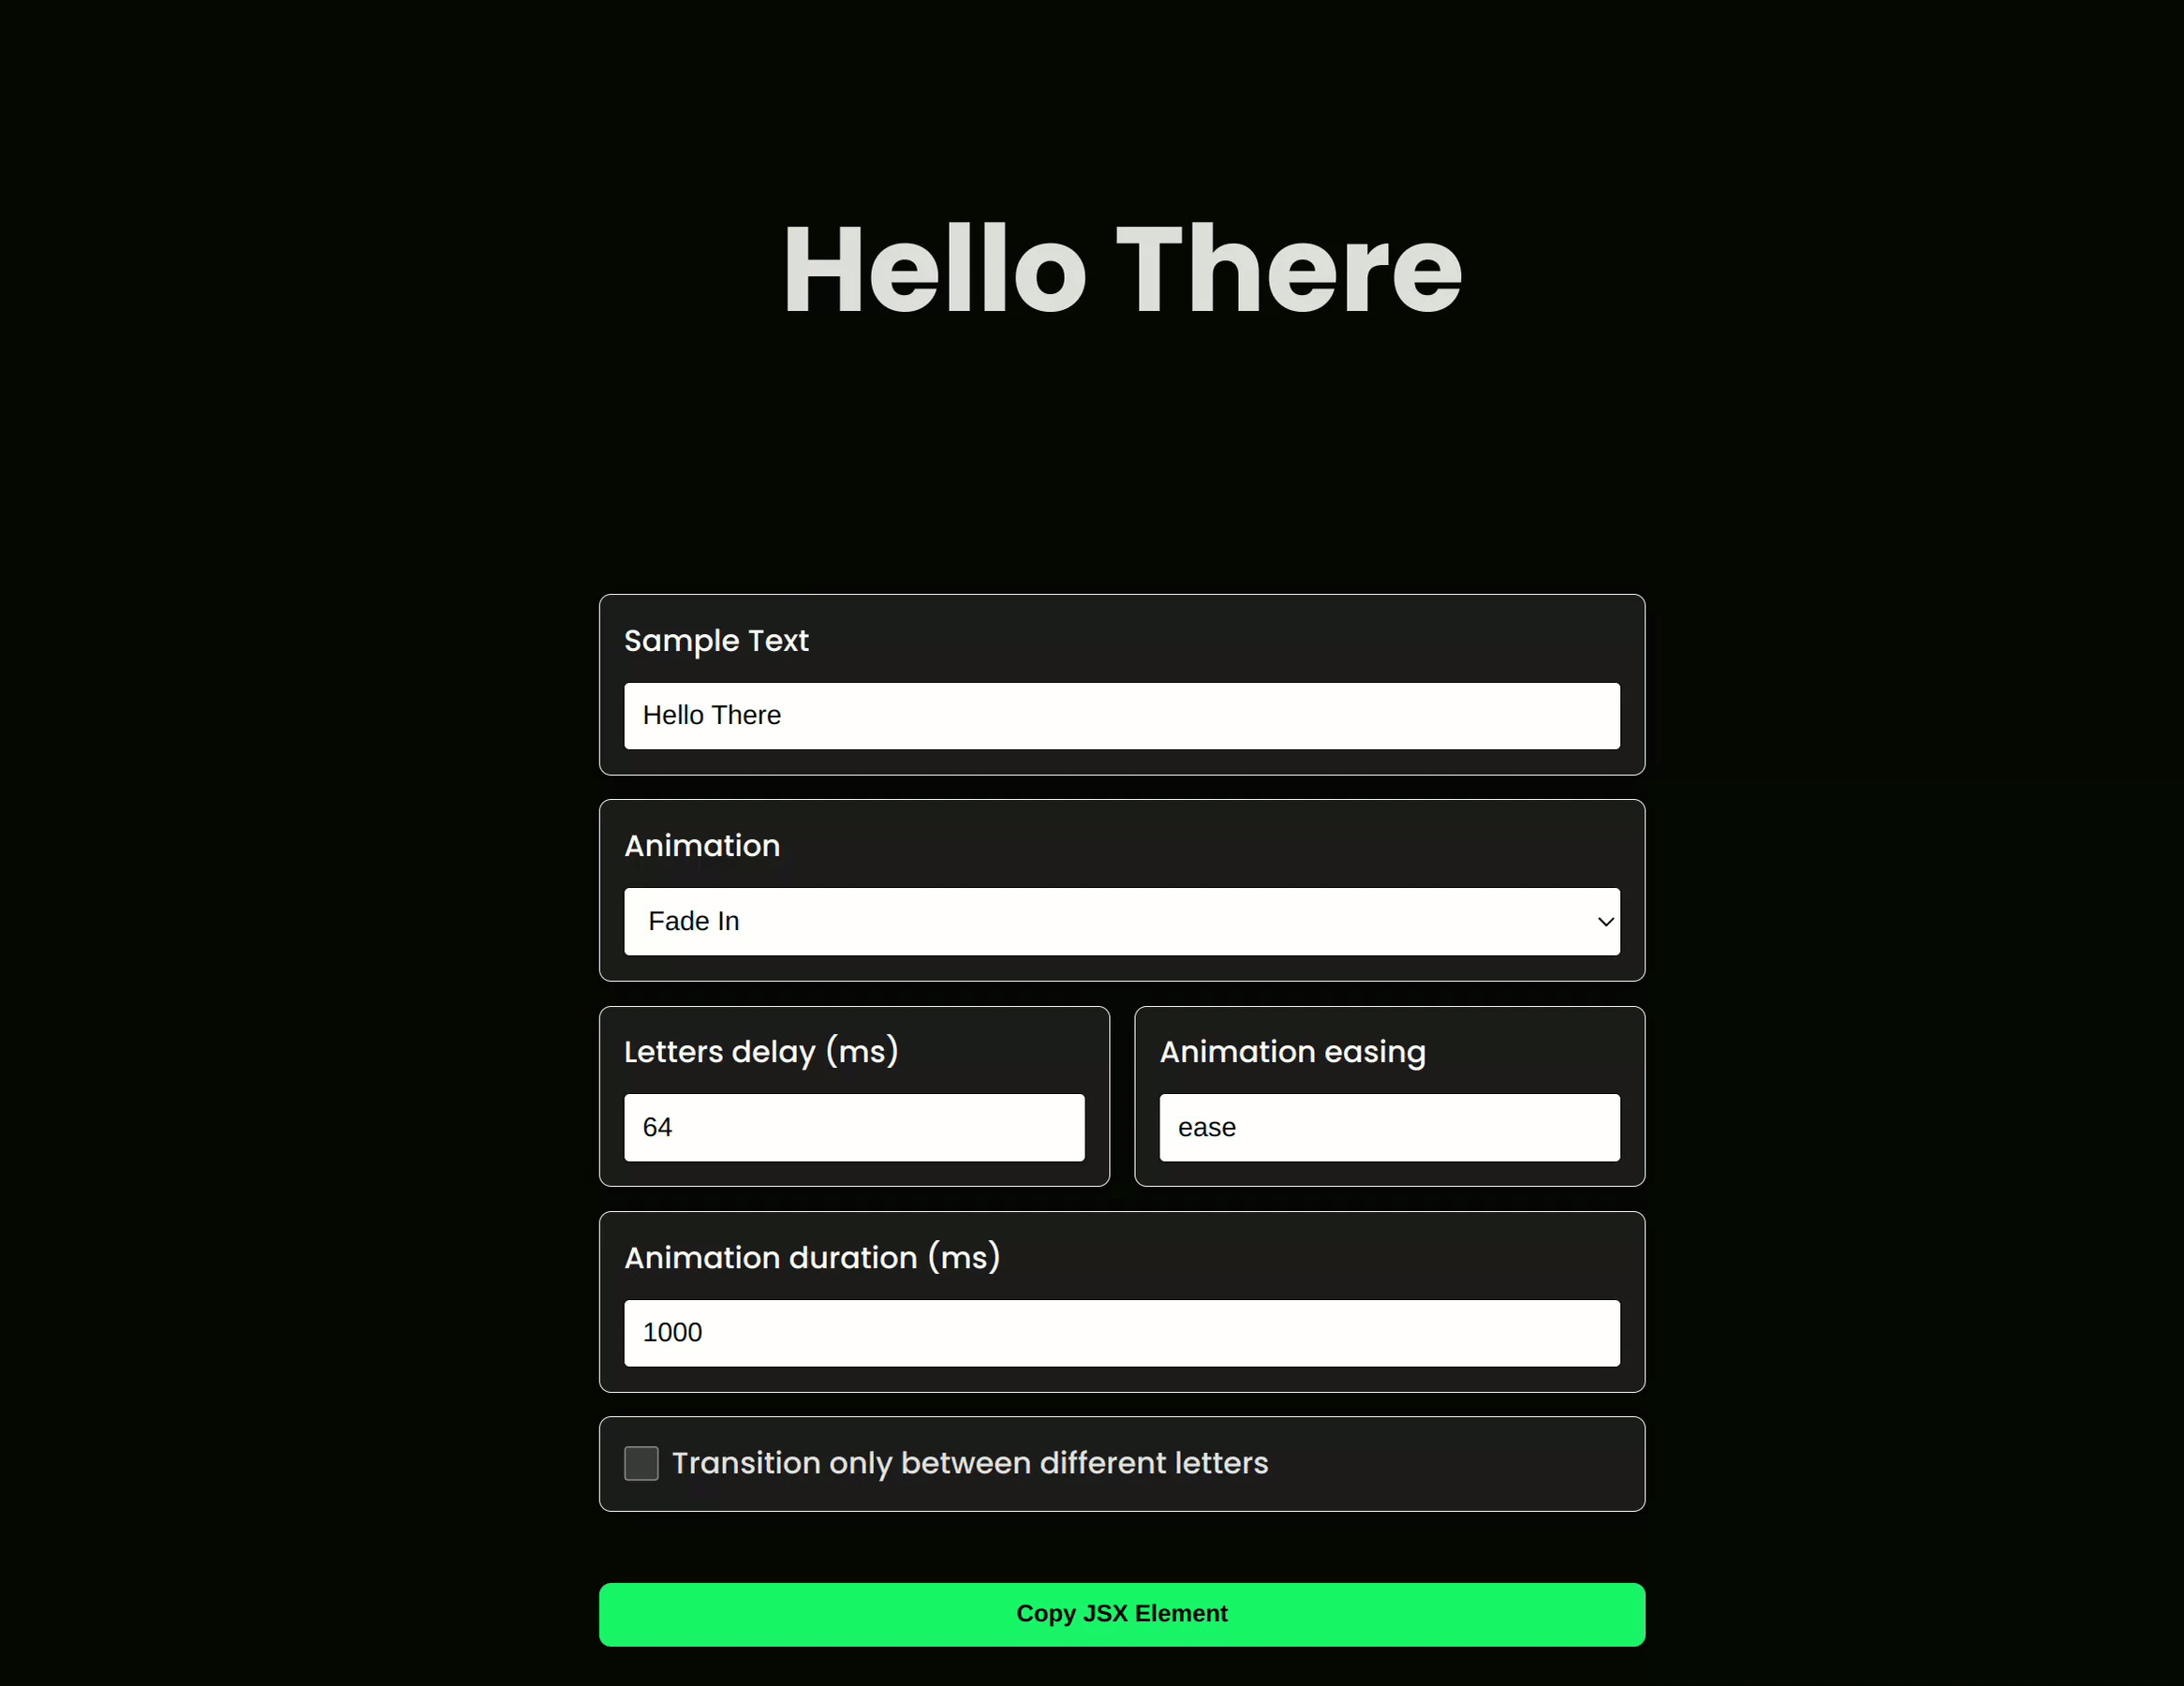 Hello There
Sample Text
Hello There
Animation
Fade In
Letters delay (ms)
64
Animation easing
ease
Animation duration (ms)
1000
Transition only between different letters
Copy JSX Element